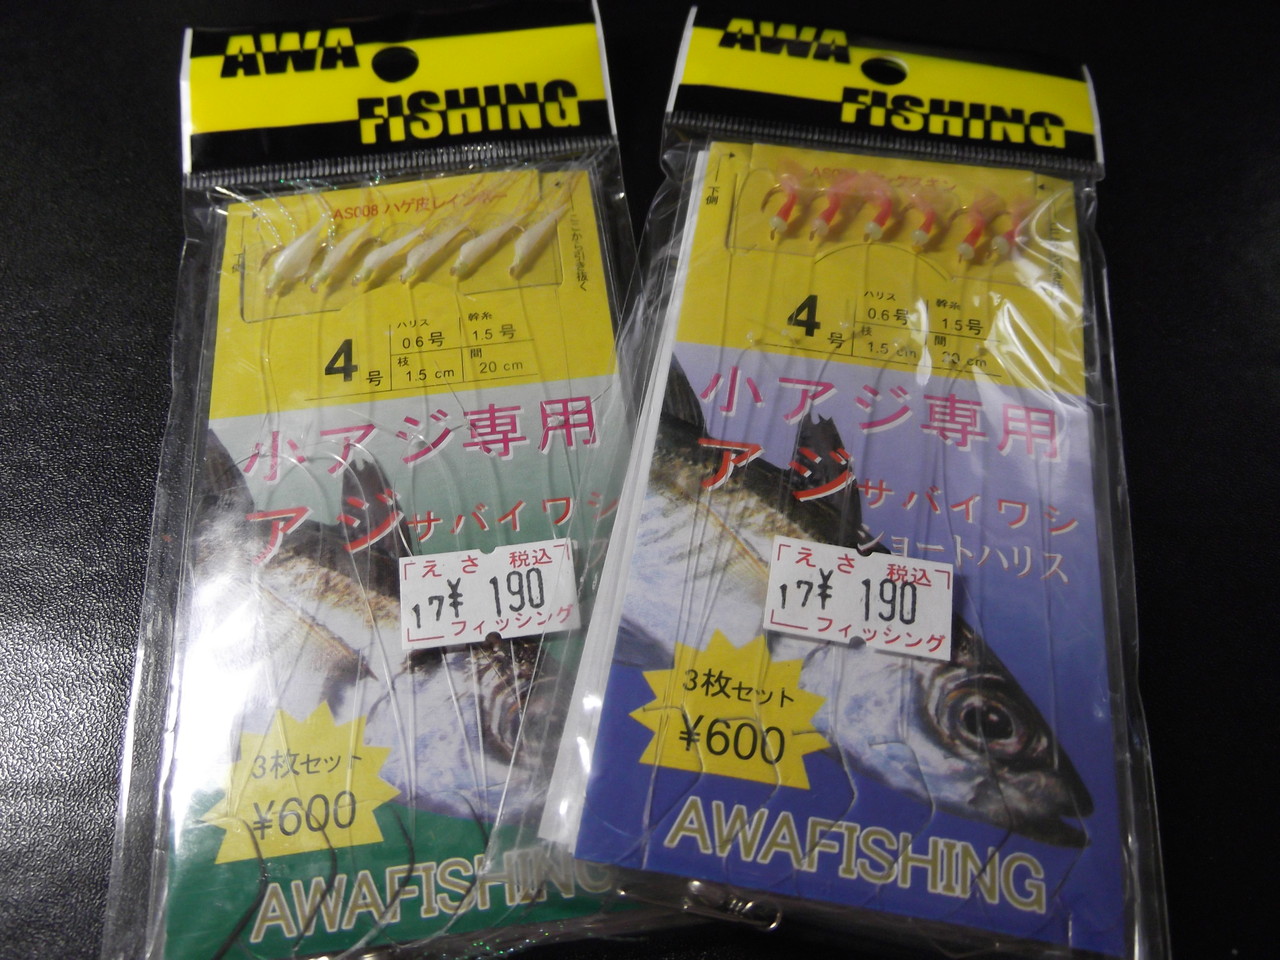 AWA
FISHING
AS008 ハゲ皮レインボー
下側
ここから引き抜く
4号
ハリス
0.6号
幹糸
1.5号
枝
1.5 cm
間
20 cm
小アジ専用
アジサバイワシ
えさ 税込
17¥ 190
フィッシング
3枚セット
¥600
AWAFISHING
AWA
FISHING
下側
4号
ハリス
0.6号
幹糸
1.5号
枝
1.5 cm
間
20 cm
小アジ専用
アジサバイワシ
ショートハリス
えさ 税込
17¥ 190
フィッシング
3枚セット
¥600
AWAFISHING